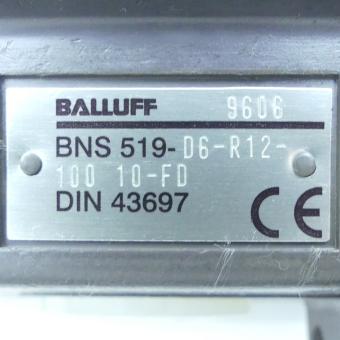 BALLUFF 9606
BNS 519-D6-R12-
100 10-FD
DIN 43697 CE